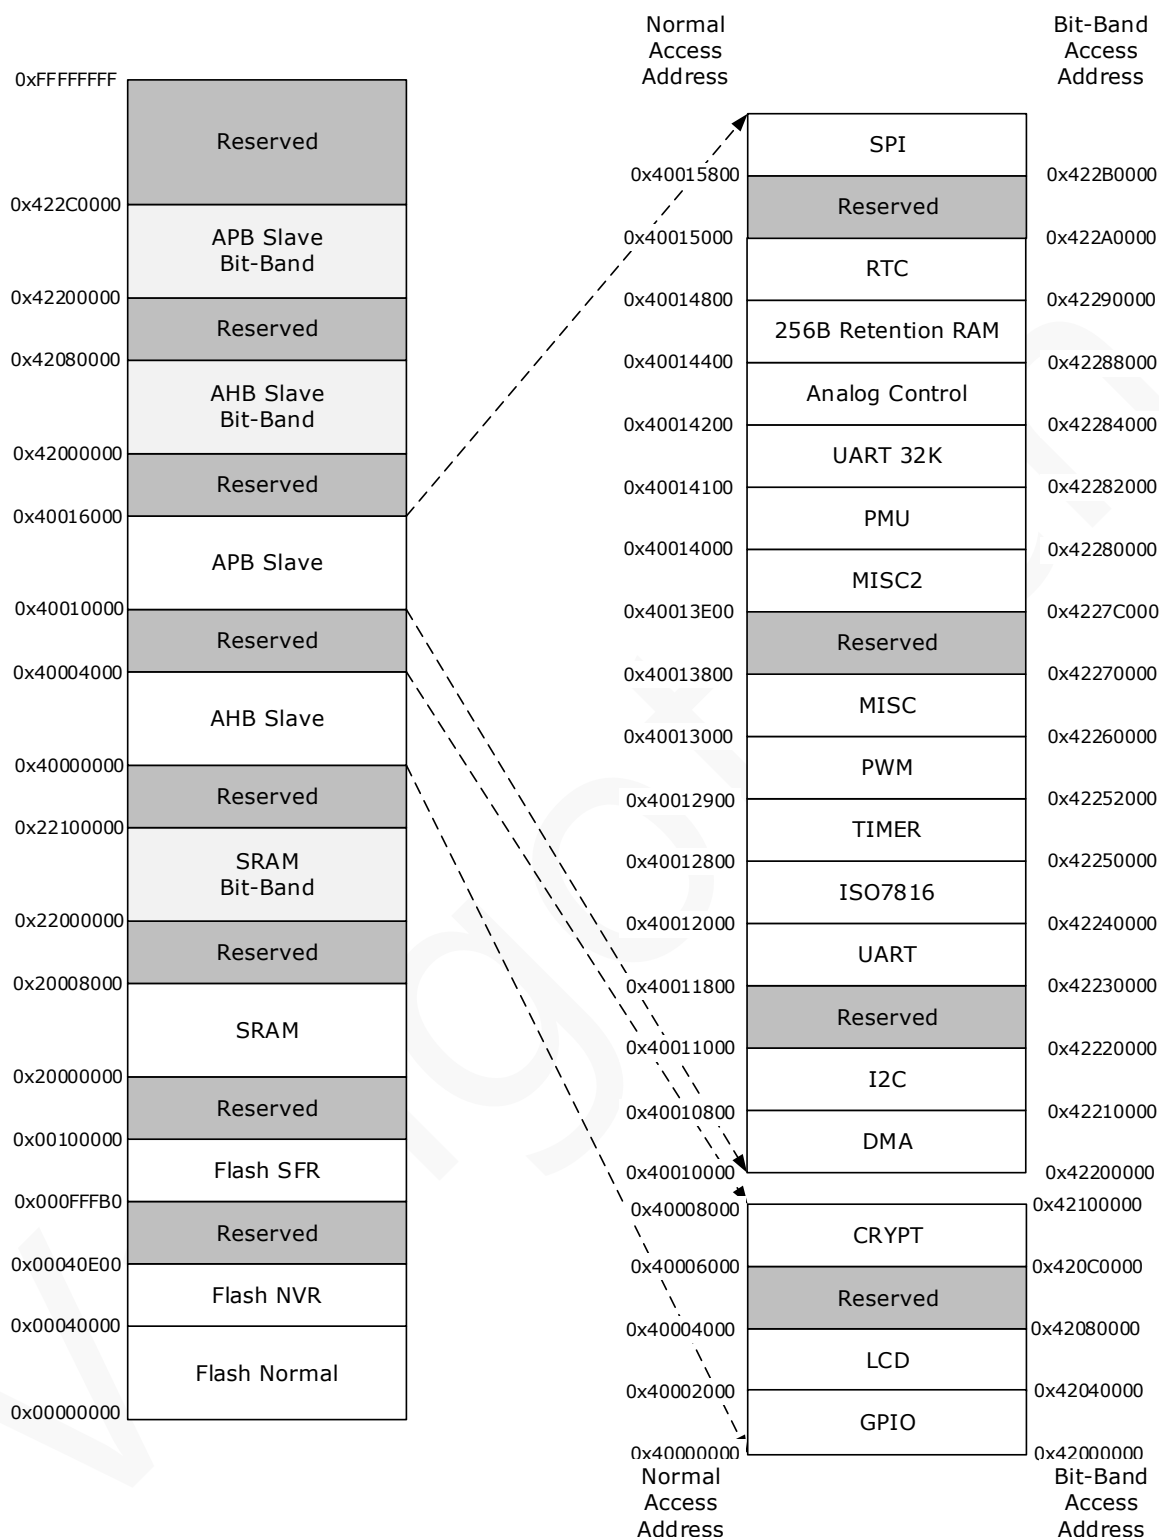 Normal
Access
Address
Bit-Band
Access
Address
0xFFFFFFFF
Reserved
0x422C0000
APB Slave
Bit-Band
0x42200000
Reserved
0x42080000
AHB Slave
Bit-Band
0x42000000
Reserved
0x40016000
APB Slave
0x40010000
Reserved
0x40004000
AHB Slave
0x40000000
Reserved
0x22100000
SRAM
Bit-Band
0x22000000
Reserved
0x20008000
SRAM
0x20000000
Reserved
0x00100000
Flash SFR
0x000FFFB0
Reserved
0x00040E00
Flash NVR
0x00040000
Flash Normal
0x00000000
SPI
0x40015800 0x422B0000
Reserved
0x40015000 0x422A0000
RTC
0x40014800 0x42290000
256B Retention RAM
0x40014400 0x42288000
Analog Control
0x40014200 0x42284000
UART 32K
0x40014100 0x42282000
PMU
0x40014000 0x42280000
MISC2
0x40013E00 0x4227C000
Reserved
0x40013800 0x42270000
MISC
0x40013000 0x42260000
PWM
0x40012900 0x42252000
TIMER
0x40012800 0x42250000
ISO7816
0x40012000 0x42240000
UART
0x40011800 0x42230000
Reserved
0x40011000 0x42220000
I2C
0x40010800 0x42210000
DMA
0x40010000 0x42200000
0x40008000 0x42100000
CRYPT
0x40006000 0x420C0000
Reserved
0x40004000 0x42080000
LCD
0x40002000 0x42040000
GPIO
0x40000000 0x42000000
Normal
Access
Address
Bit-Band
Access
Address